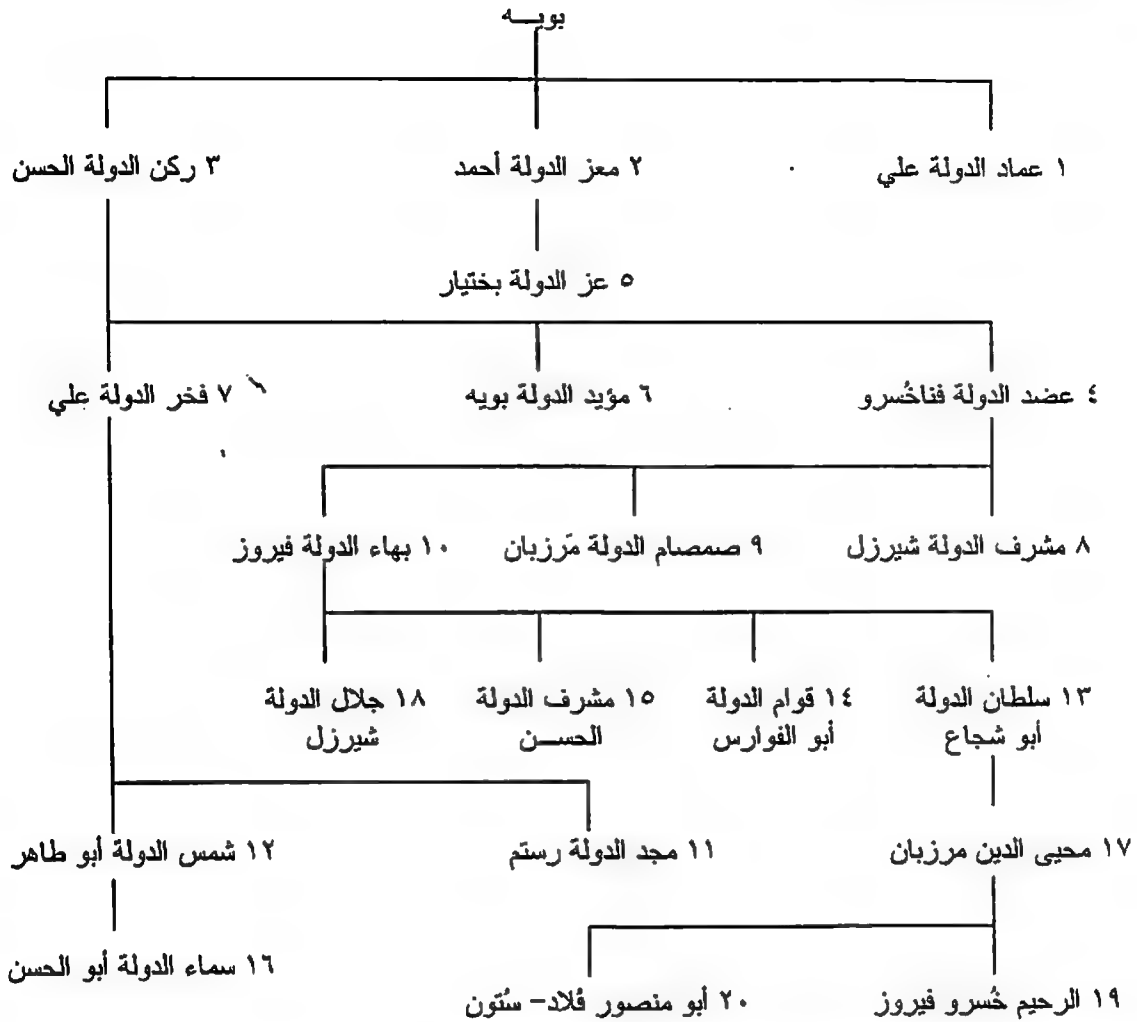 بويـــه
١ عماد الدولة علي
٢ معز الدولة أحمد
٣ ركن الدولة الحسن
٥ عز الدولة بختيار
٤ عضد الدولة فناخُسرو
٦ مؤيد الدولة بويه
٧ فخر الدولة علي
٨ مشرف الدولة شيرزل
٩ صمصام الدولة مَرزبان
١٠ بهاء الدولة فيروز
١٣ سلطان الدولة
أبو شجاع
١٤ قوام الدولة
أبو الفوارس
١٥ مشرف الدولة
الحســـن
١٨ جلال الدولة
شيرزل
١٧ محيى الدين مرزبان
١١ مجد الدولة رستم
١٢ شمس الدولة أبو طاهر
١٦ سماء الدولة أبو الحسن
١٩ الرحيم خُسرو فيروز
٢٠ أبو منصور فُلاد- سُتون